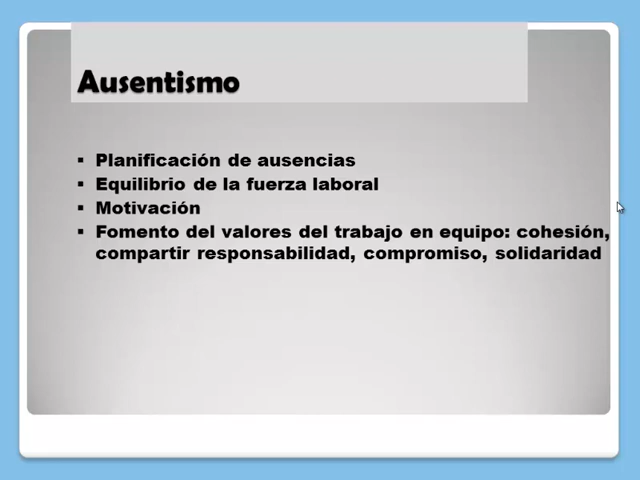 Ausentismo
▪ Planificación de ausencias
▪ Equilibrio de la fuerza laboral
▪ Motivación
▪ Fomento del valores del trabajo en equipo: cohesión,
compartir responsabilidad, compromiso, solidaridad